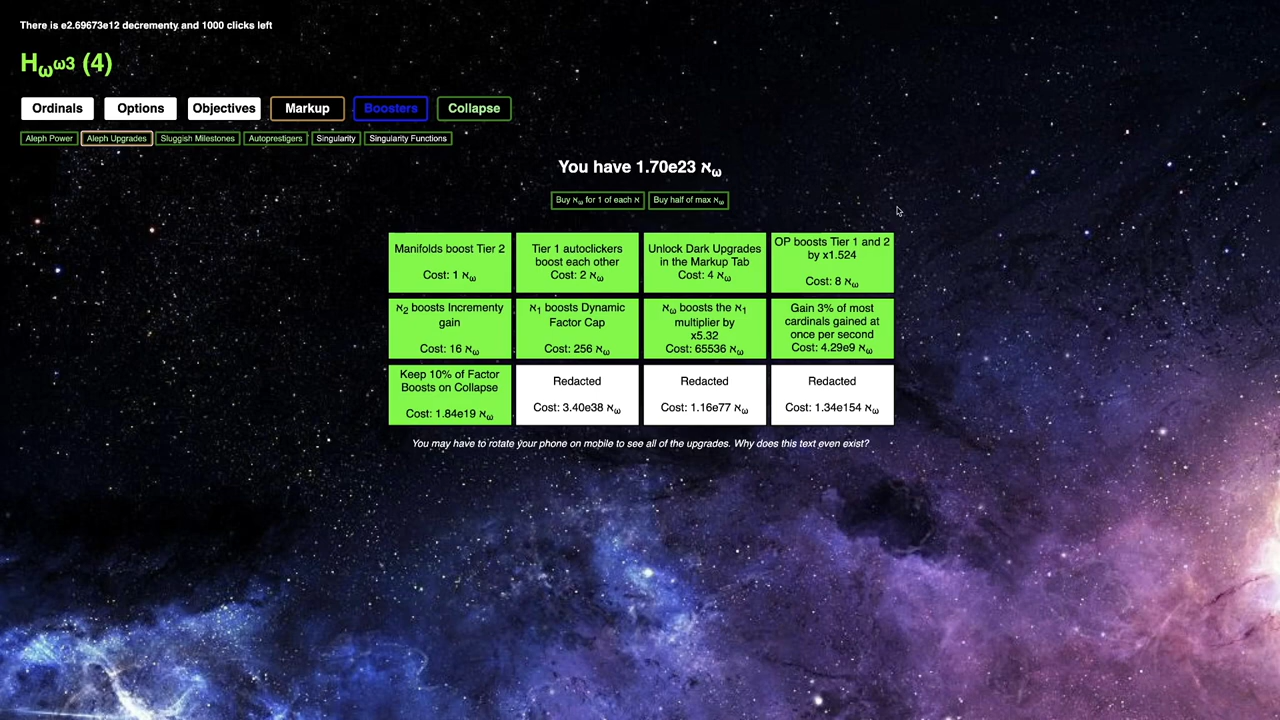 There is e2.69673e12 decrementy and 1000 clicks left
H_ω^ω3 (4)
Ordinals Options Objectives Markup Boosters Collapse
Aleph Power Aleph Upgrades Sluggish Milestones Autoprestigers Singularity Singularity Functions
You have 1.70e23 ℵω
Buy ℵω for 1 of each ℵ Buy half of max ℵω
Manifolds boost Tier 2
Cost: 1 ℵω
Tier 1 autoclickers
boost each other
Cost: 2 ℵω
Unlock Dark Upgrades
in the Markup Tab
Cost: 4 ℵω
OP boosts Tier 1 and 2
by x1.524
Cost: 8 ℵω
ℵ2 boosts Incrementy
gain
Cost: 16 ℵω
ℵ1 boosts Dynamic
Factor Cap
Cost: 256 ℵω
ℵω boosts the ℵ1
multiplier by
x5.32
Cost: 65536 ℵω
Gain 3% of most
cardinals gained at
once per second
Cost: 4.29e9 ℵω
Keep 10% of Factor
Boosts on Collapse
Cost: 1.84e19 ℵω
Redacted
Cost: 3.40e38 ℵω
Redacted
Cost: 1.16e77 ℵω
Redacted
Cost: 1.34e154 ℵω
You may have to rotate your phone on mobile to see all of the upgrades. Why does this text even exist?